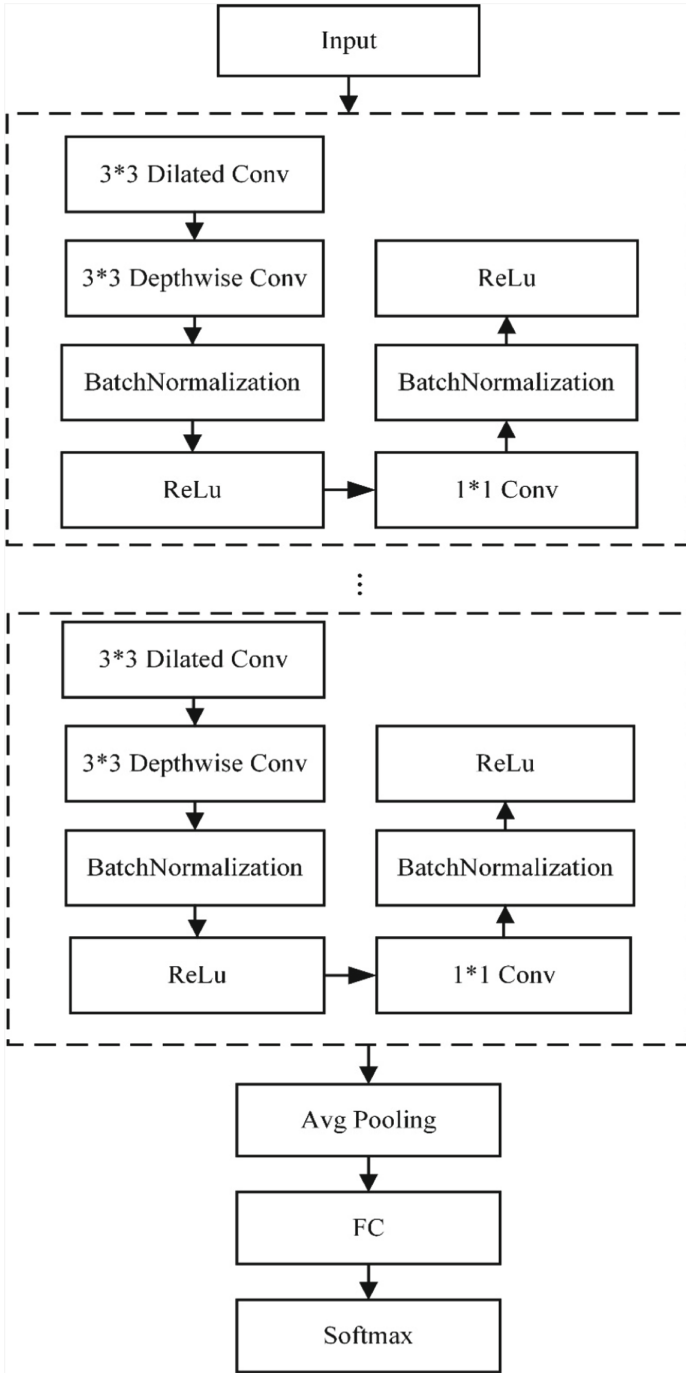 Input
3*3 Dilated Conv
3*3 Depthwise Conv
BatchNormalization
ReLu
1*1 Conv
BatchNormalization
ReLu
⋮
3*3 Dilated Conv
3*3 Depthwise Conv
BatchNormalization
ReLu
1*1 Conv
BatchNormalization
ReLu
Avg Pooling
FC
Softmax